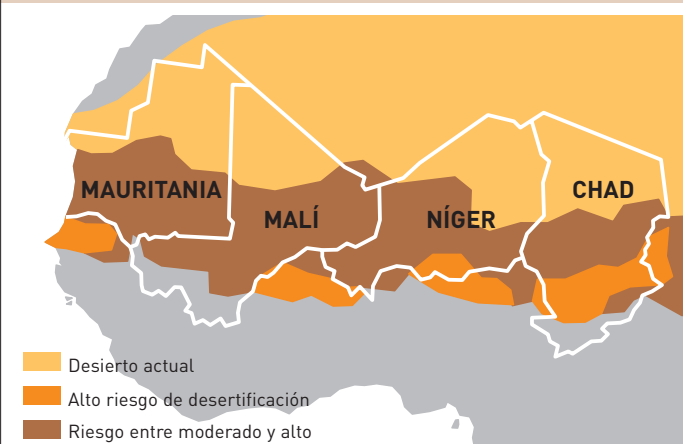 MAURITANIA
MALÍ
NÍGER
CHAD
Desierto actual
Alto riesgo de desertificación
Riesgo entre moderado y alto